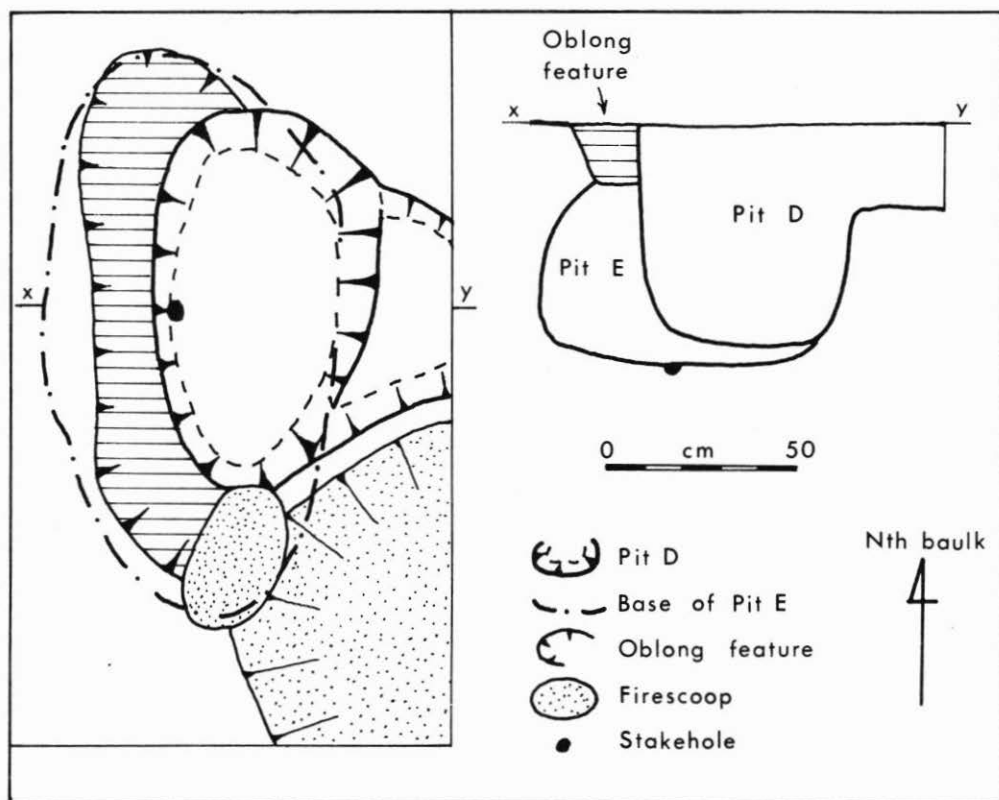 Oblong
feature
x
y
Pit D
Pit E
x
y
0 cm 50
Nth baulk
Pit D
Base of Pit E
Oblong feature
Firescoop
Stakehole